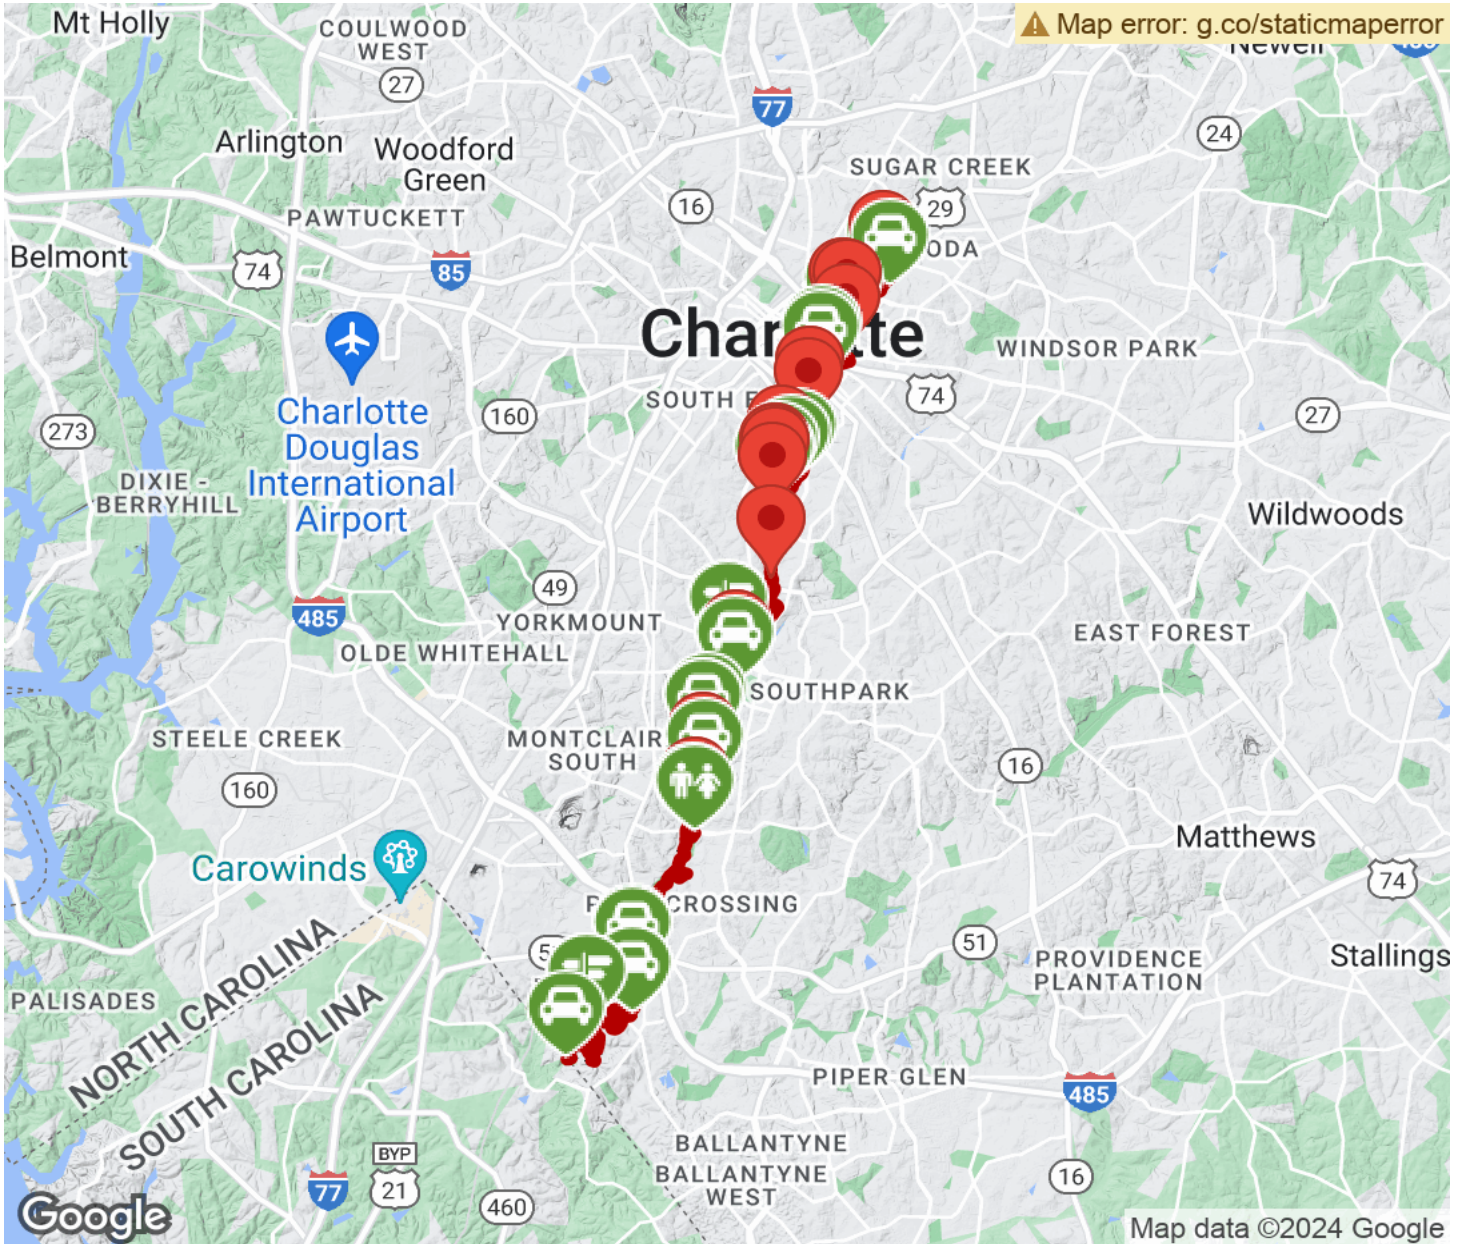 Mt Holly
COULWOOD
WEST
27
Map error: g.co/staticmaperror
Newell
77
24
Arlington
Woodford
Green
SUGAR CREEK
16
29
PAWTUCKETT
ODA
Belmont
74
85
Char
te
WINDSOR PARK
74
SOUTH E
27
160
273
Charlotte
Douglas
International
Airport
DIXIE -
BERRYHILL
Wildwoods
49
485
YORKMOUNT
EAST FOREST
OLDE WHITEHALL
SOUTHPARK
STEELE CREEK
MONTCLAIR
SOUTH
16
160
Matthews
Carowinds
74
CROSSING
51
PROVIDENCE
PLANTATION
Stallings
PALISADES
NORTH CAROLINA
SOUTH CAROLINA
PIPER GLEN
485
BALLANTYNE
BALLANTYNE
WEST
BYP
21
77
460
16
Google
Map data ©2024 Google